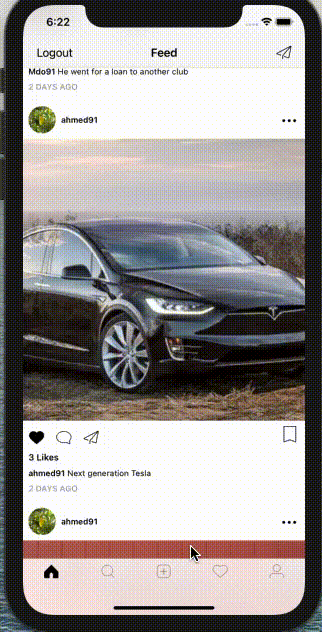 6:22
Logout Feed
Mdo91 He went for a loan to another club
2 DAYS AGO
ahmed91
3 Likes
ahmed91 Next generation Tesla
2 DAYS AGO
ahmed91